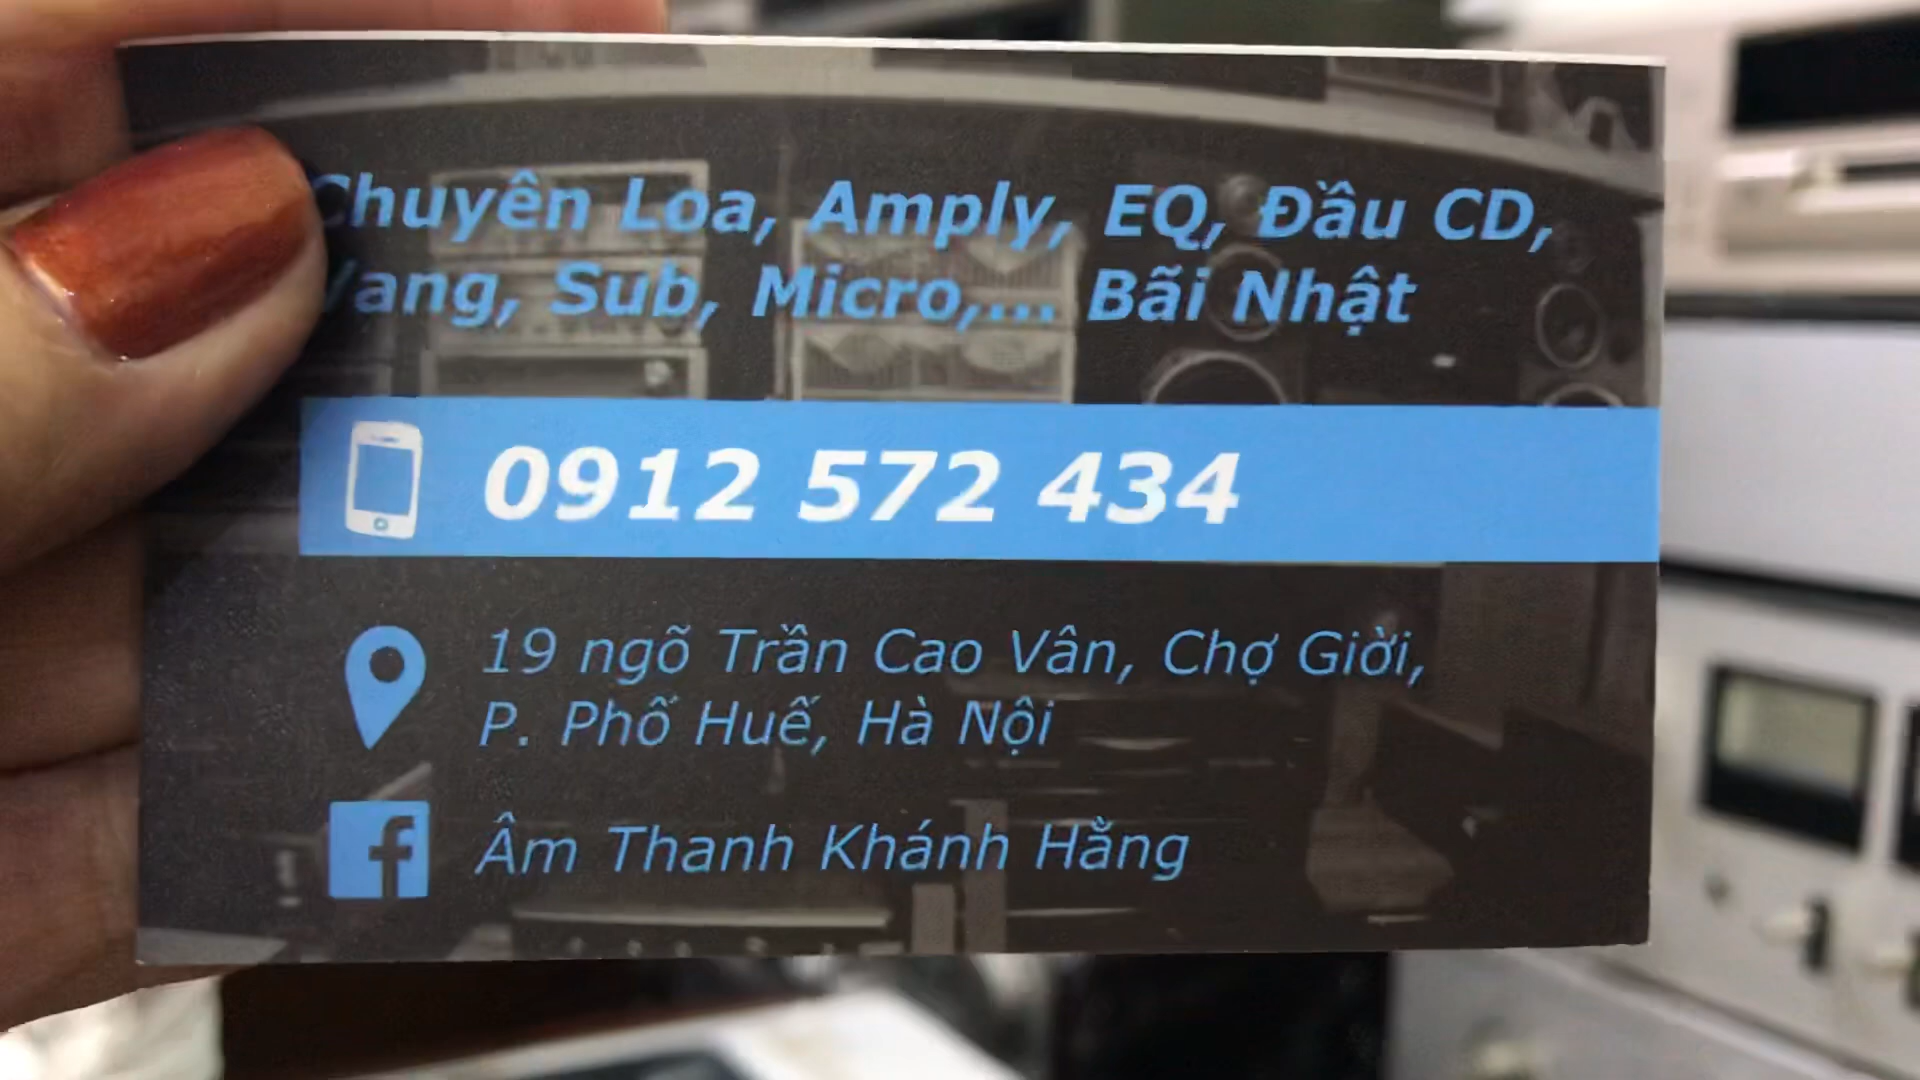 Chuyên Loa, Amply, EQ, Đầu CD,
Vang, Sub, Micro,... Bãi Nhật
0912 572 434
19 ngõ Trần Cao Vân, Chợ Giời,
P. Phố Huế, Hà Nội
Âm Thanh Khánh Hằng